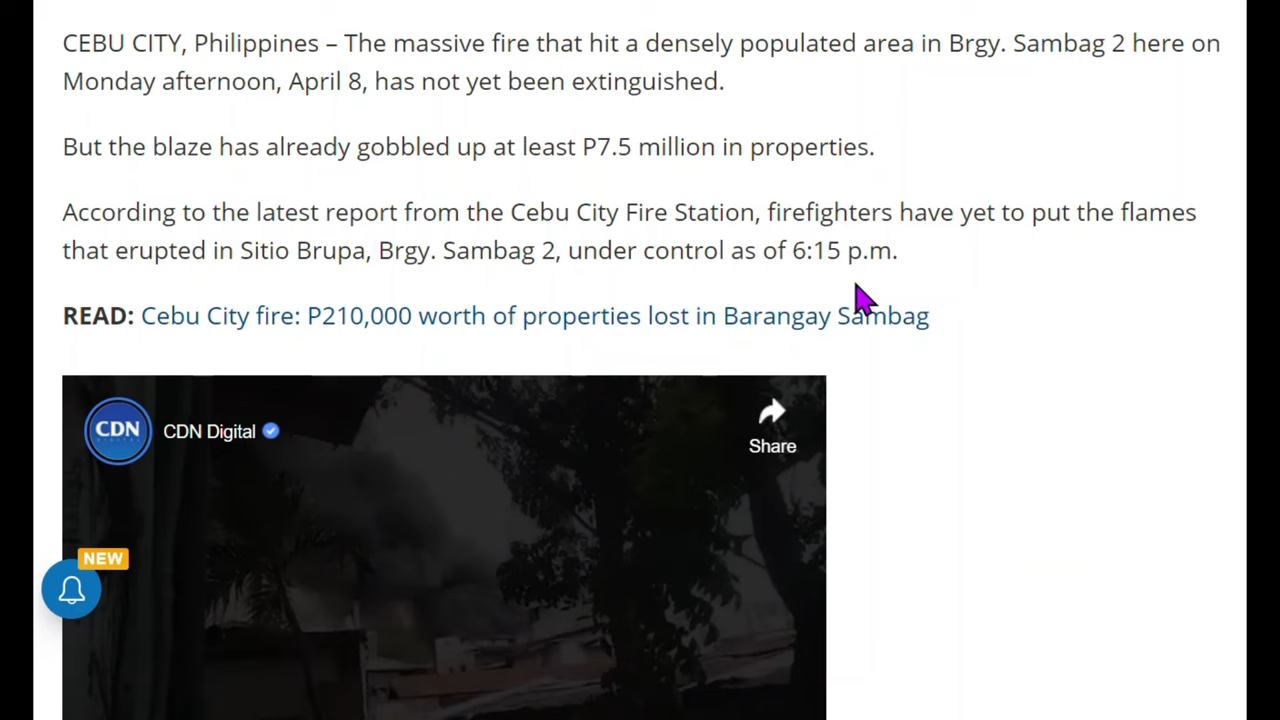 CEBU CITY, Philippines – The massive fire that hit a densely populated area in Brgy. Sambag 2 here on
Monday afternoon, April 8, has not yet been extinguished.
But the blaze has already gobbled up at least P7.5 million in properties.
According to the latest report from the Cebu City Fire Station, firefighters have yet to put the flames
that erupted in Sitio Brupa, Brgy. Sambag 2, under control as of 6:15 p.m.
READ: Cebu City fire: P210,000 worth of properties lost in Barangay Sambag
CDN
DIGITAL
CDN Digital
Share
NEW